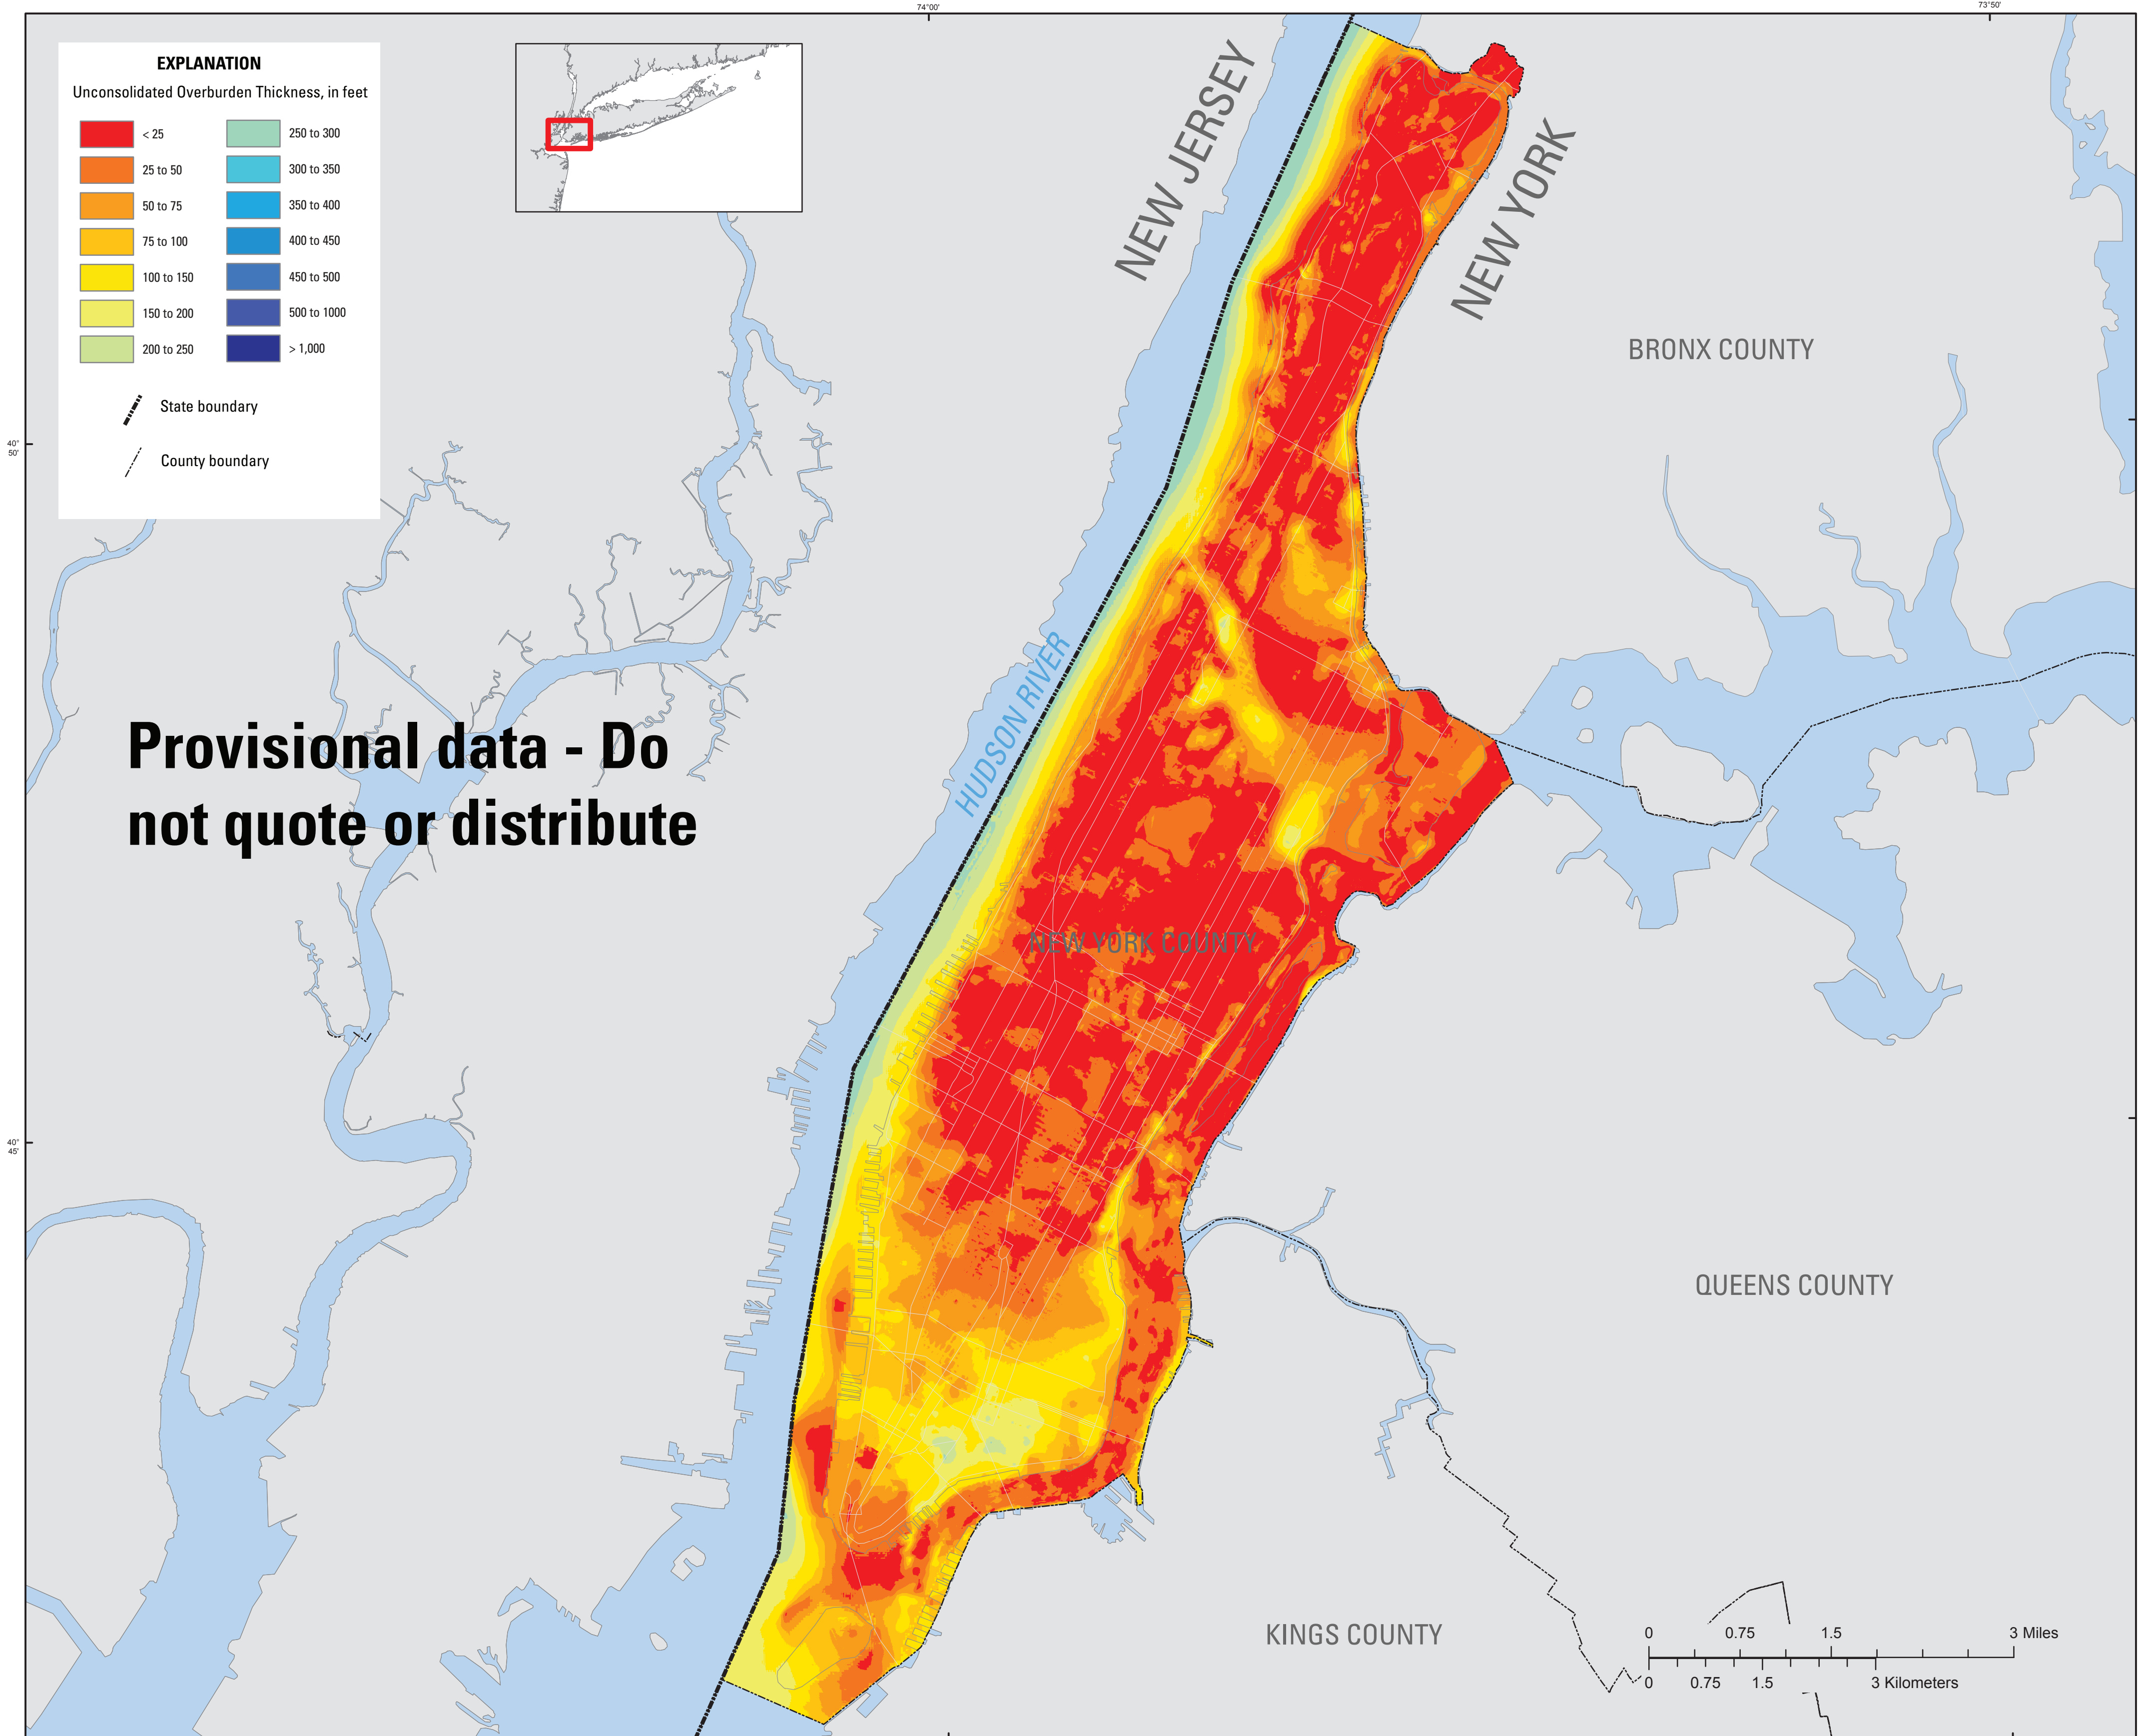 74°00'
73°50'
EXPLANATION
Unconsolidated Overburden Thickness, in feet
< 25
25 to 50
50 to 75
75 to 100
100 to 150
150 to 200
200 to 250
250 to 300
300 to 350
350 to 400
400 to 450
450 to 500
500 to 1000
> 1,000
State boundary
County boundary
NEW JERSEY
NEW YORK
BRONX COUNTY
40°
50'
HUDSON RIVER
Provisional data - Do
not quote or distribute
NEW YORK COUNTY
40°
45'
QUEENS COUNTY
KINGS COUNTY
0 0.75 1.5 3 Miles
0 0.75 1.5 3 Kilometers